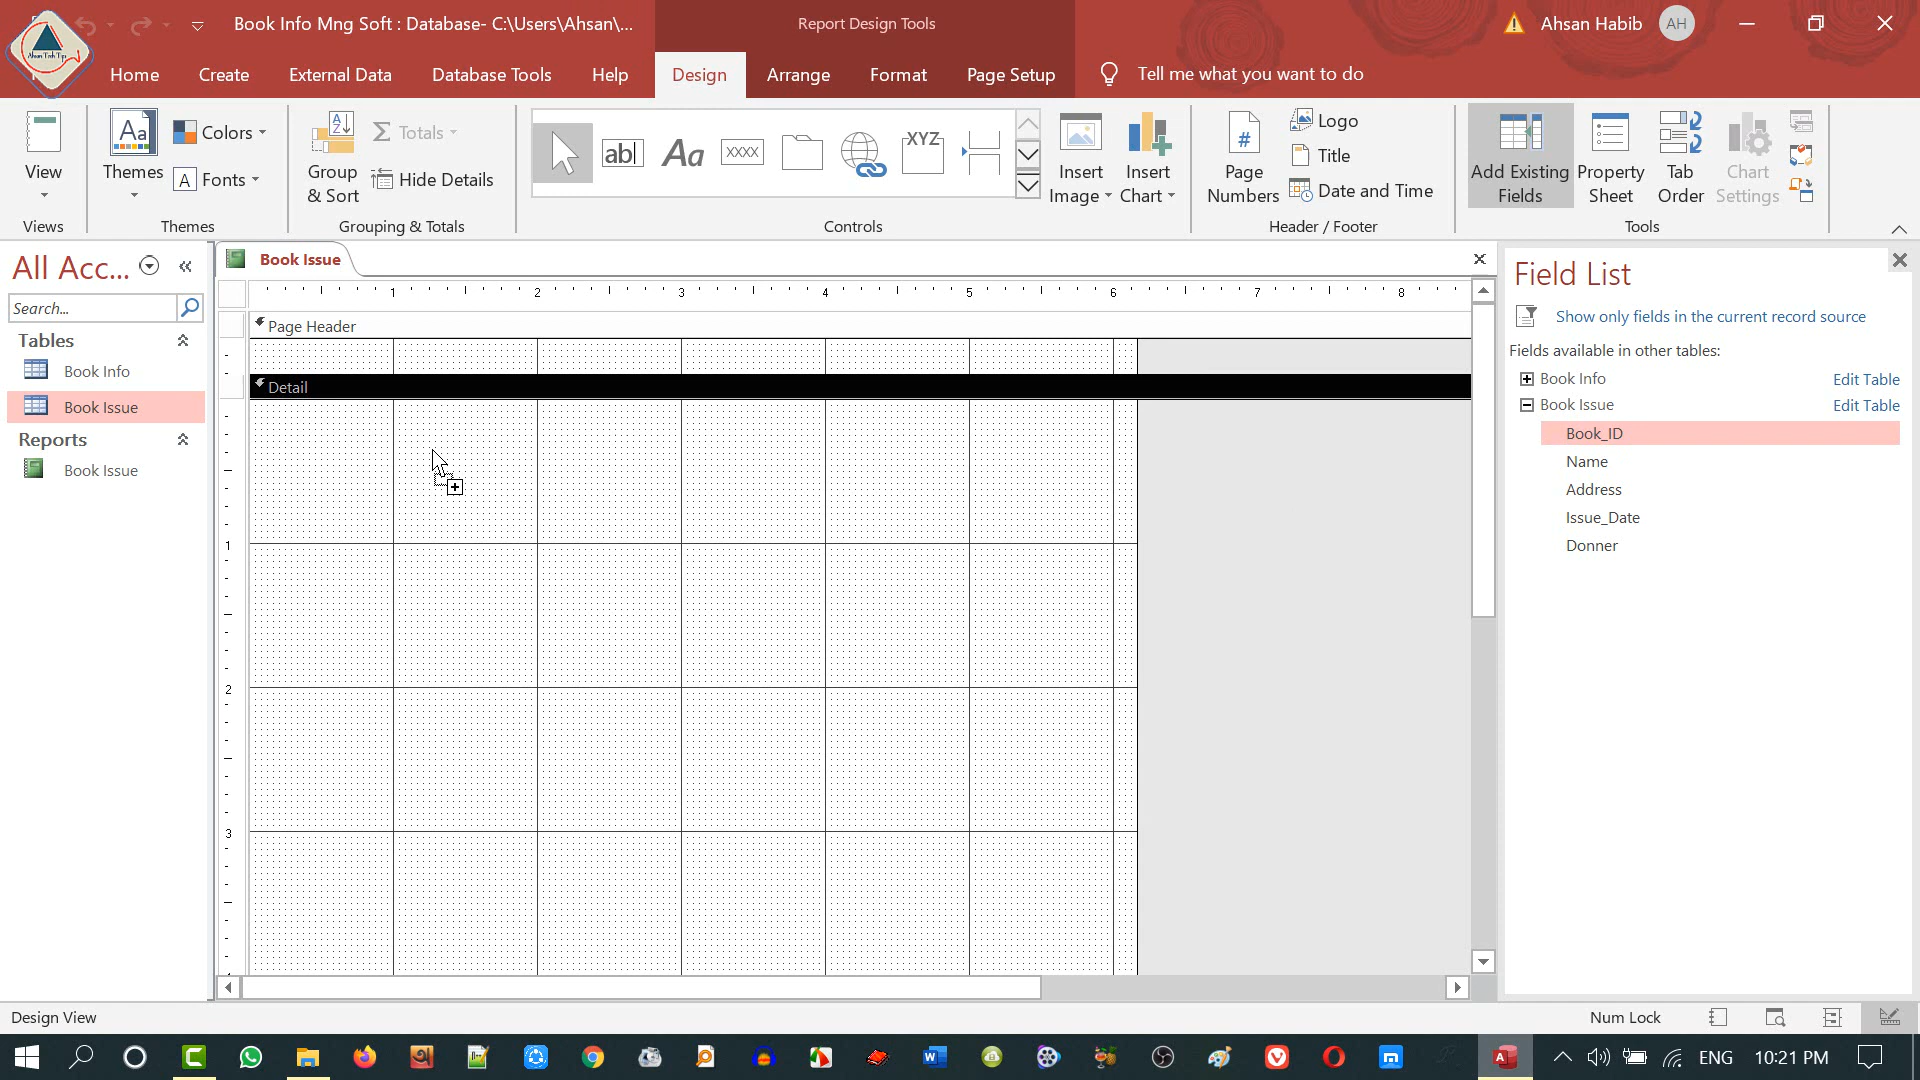 Book Info Mng Soft : Database- C:\Users\Ahsan\...
Report Design Tools
Ahsan Habib
AH
Ahsan Tech Tips
Home
Create
External Data
Database Tools
Help
Design
Arrange
Format
Page Setup
Tell me what you want to do
View
Views
Aa
Themes
Colors
A Fonts
Themes
Group
& Sort
Totals
Hide Details
Grouping & Totals
ab
Aa
XXXX
XYZ
Controls
Insert
Image
Insert
Chart
#
Page
Numbers
Logo
Title
Date and Time
Header / Footer
Add Existing
Fields
Property
Sheet
Tab
Order
Chart
Settings
Tools
All Acc...
Search...
Tables
Book Info
Book Issue
Reports
Book Issue
Book Issue
1 2 3 4 5 6 7 8
Page Header
Detail
1
2
3
Field List
Show only fields in the current record source
Fields available in other tables:
Book Info Edit Table
Book Issue Edit Table
Book_ID
Name
Address
Issue_Date
Donner
Design View
Num Lock
ENG
10:21 PM